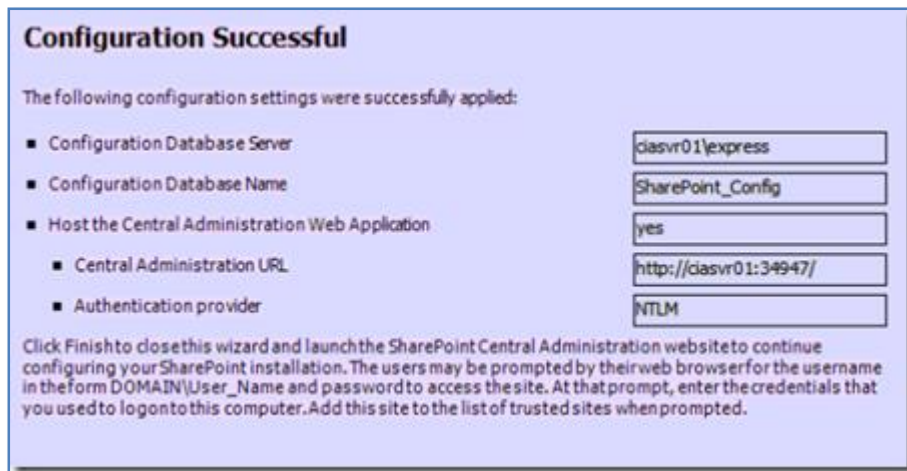 Configuration Successful
The following configuration settings were successfully applied:
Configuration Database Server ciasvr01\express
Configuration Database Name SharePoint_Config
Host the Central Administration Web Application yes
Central Administration URL http://ciasvr01:34947/
Authentication provider NTLM
Click Finish to close this wizard and launch the SharePoint Central Administration website to continue
configuring your SharePoint installation. The users may be prompted by their web browser for the username
in the form DOMAIN\User_Name and password to access the site. At that prompt, enter the credentials that
you used to logon to this computer. Add this site to the list of trusted sites when prompted.